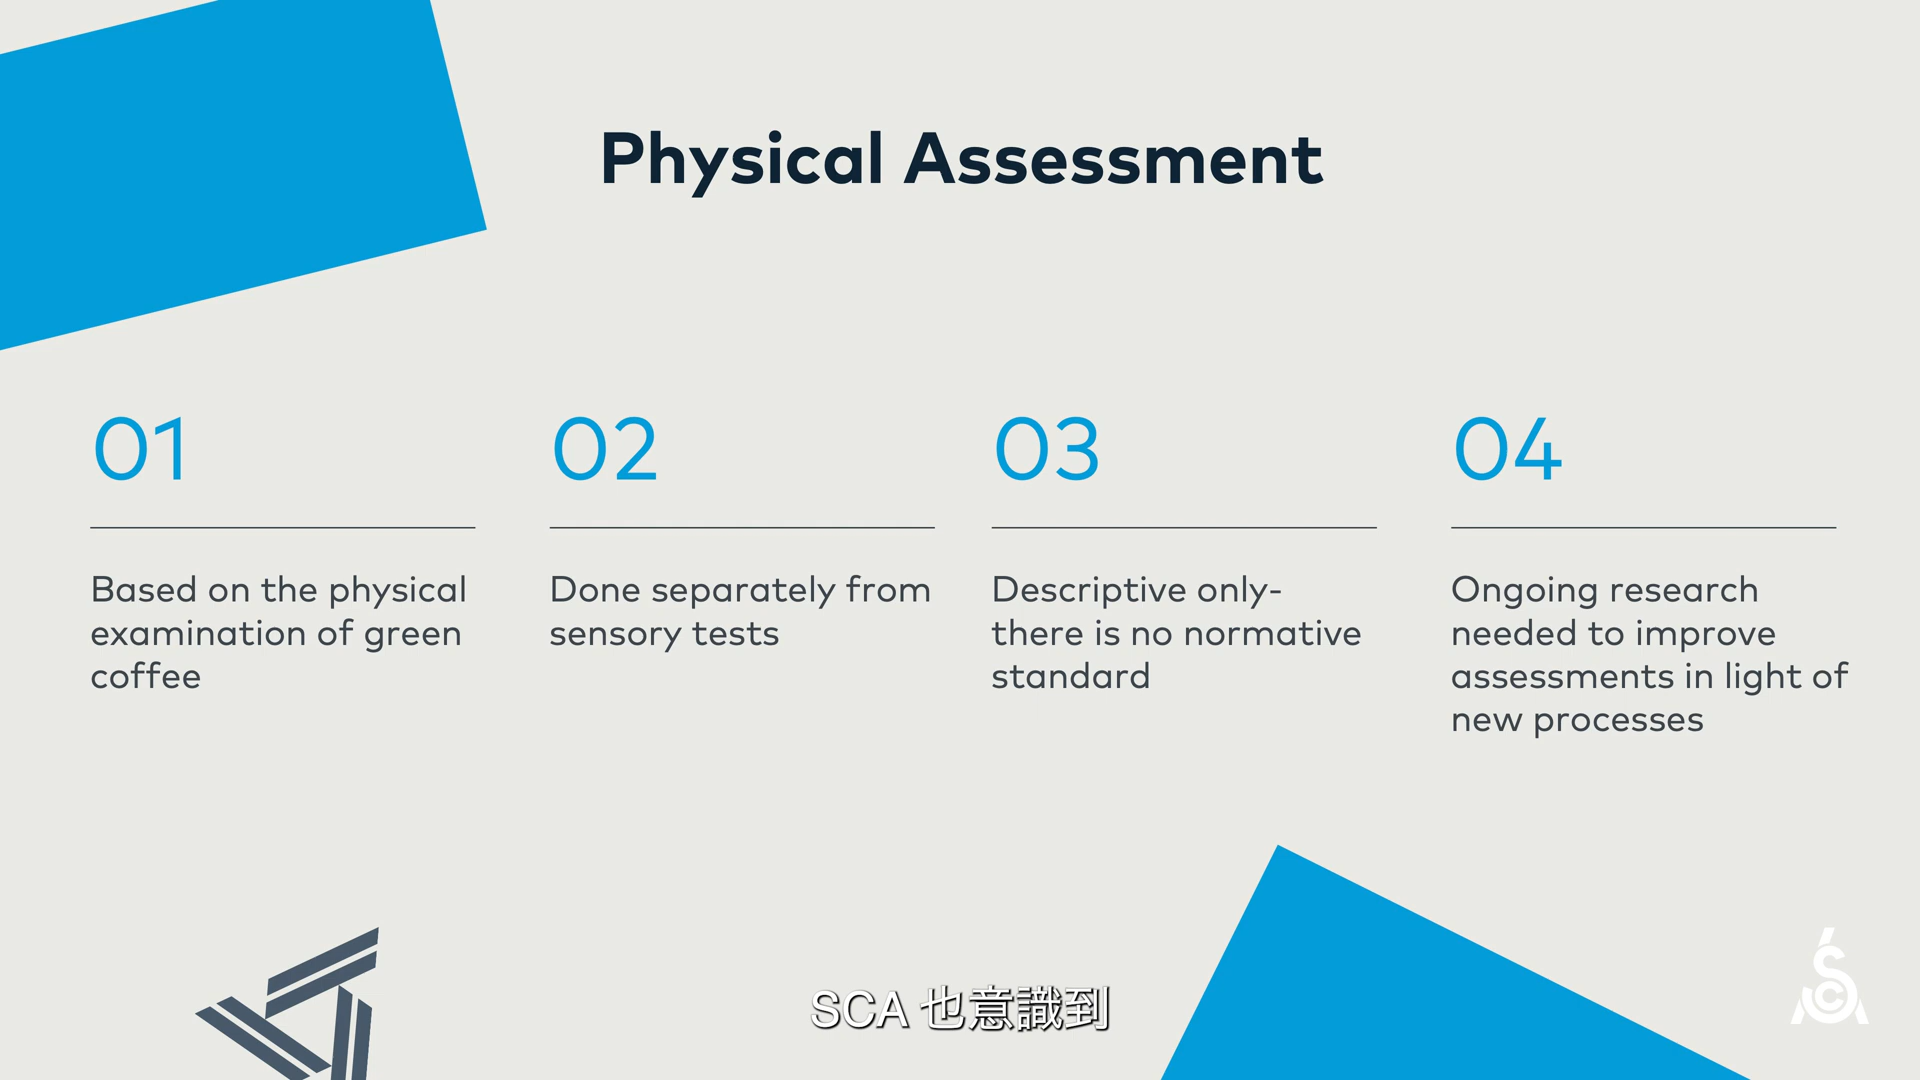 Physical Assessment
01
Based on the physical
examination of green
coffee
02
Done separately from
sensory tests
03
Descriptive only-
there is no normative
standard
04
Ongoing research
needed to improve
assessments in light of
new processes
SCA 也意識到
SCA